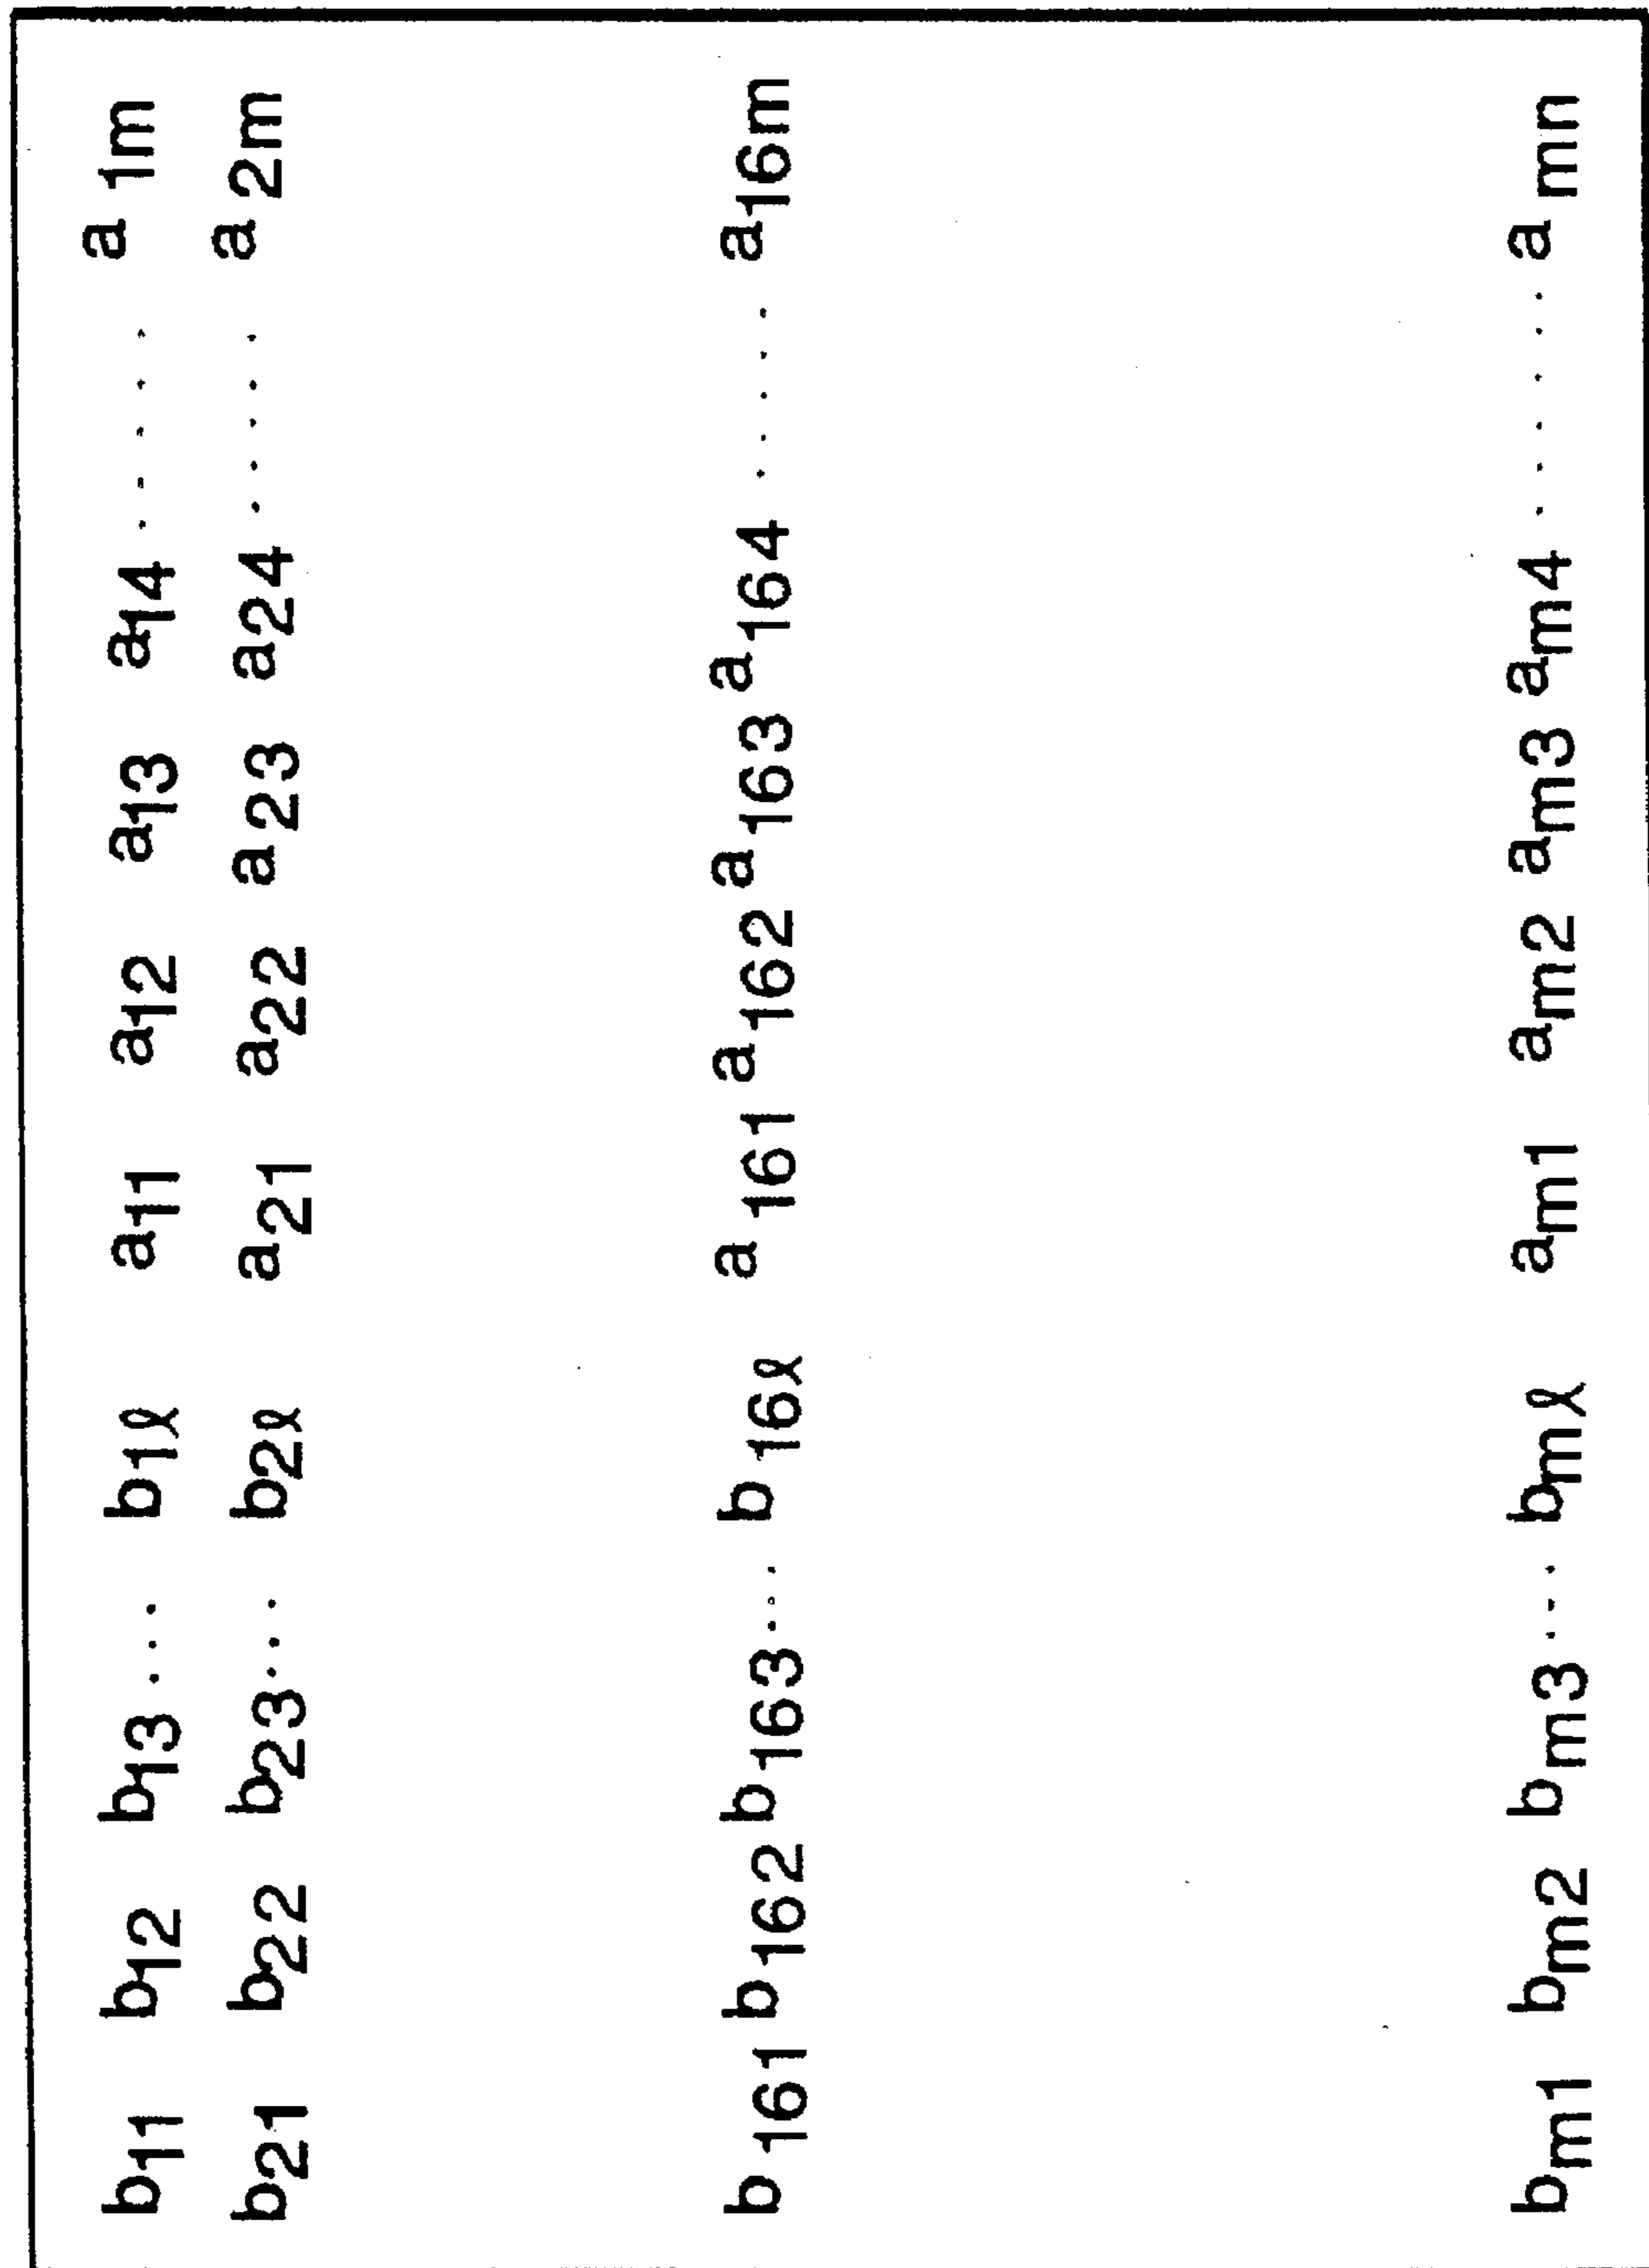 b11 b12 b13 ... b1ℓ a11 a12 a13 a14 ..... a1m
b21 b22 b23 ... b2ℓ a21 a22 a23 a24 ..... a2m
b161 b162 b163 ... b16ℓ a161 a162 a163 a164 ..... a16m
bm1 bm2 bm3 ... bmℓ am1 am2 am3 am4 ...... amn